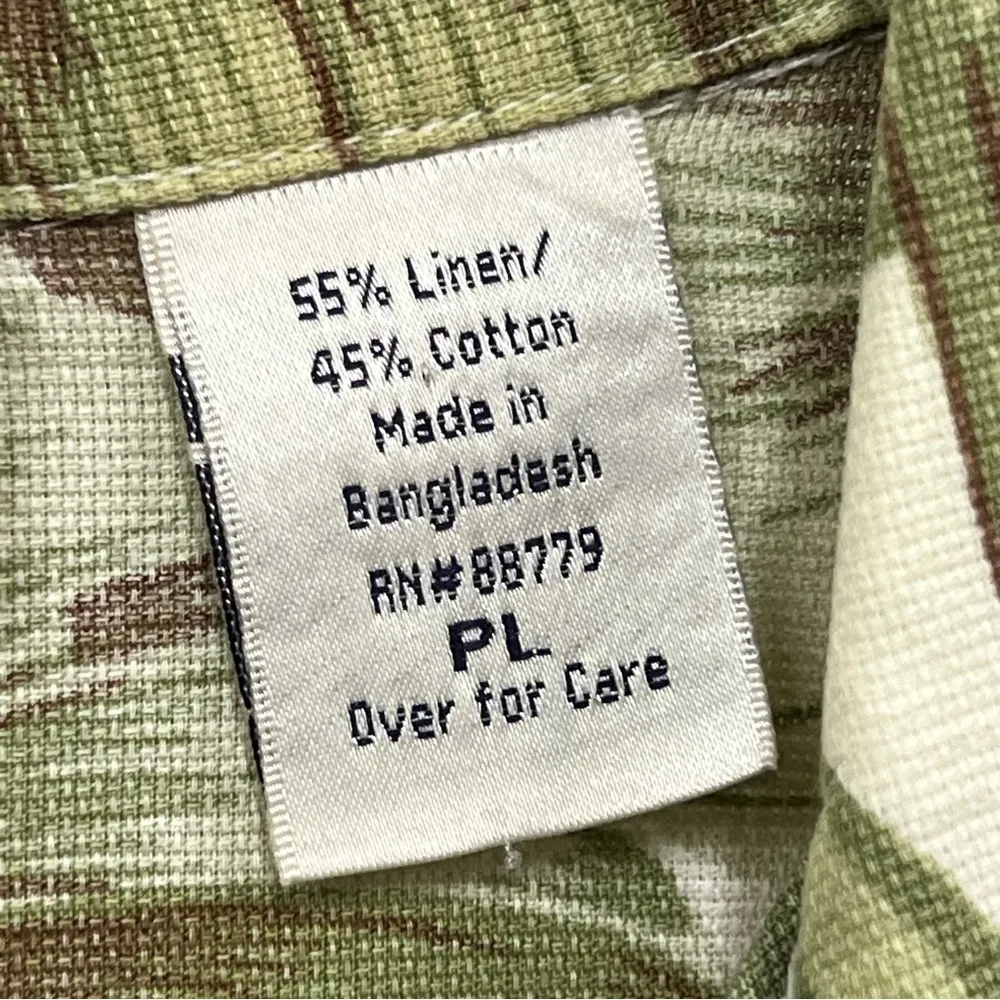 55% Linen/
45% Cotton
Made in
Bangladesh
RN#88779
PL
Over for Care